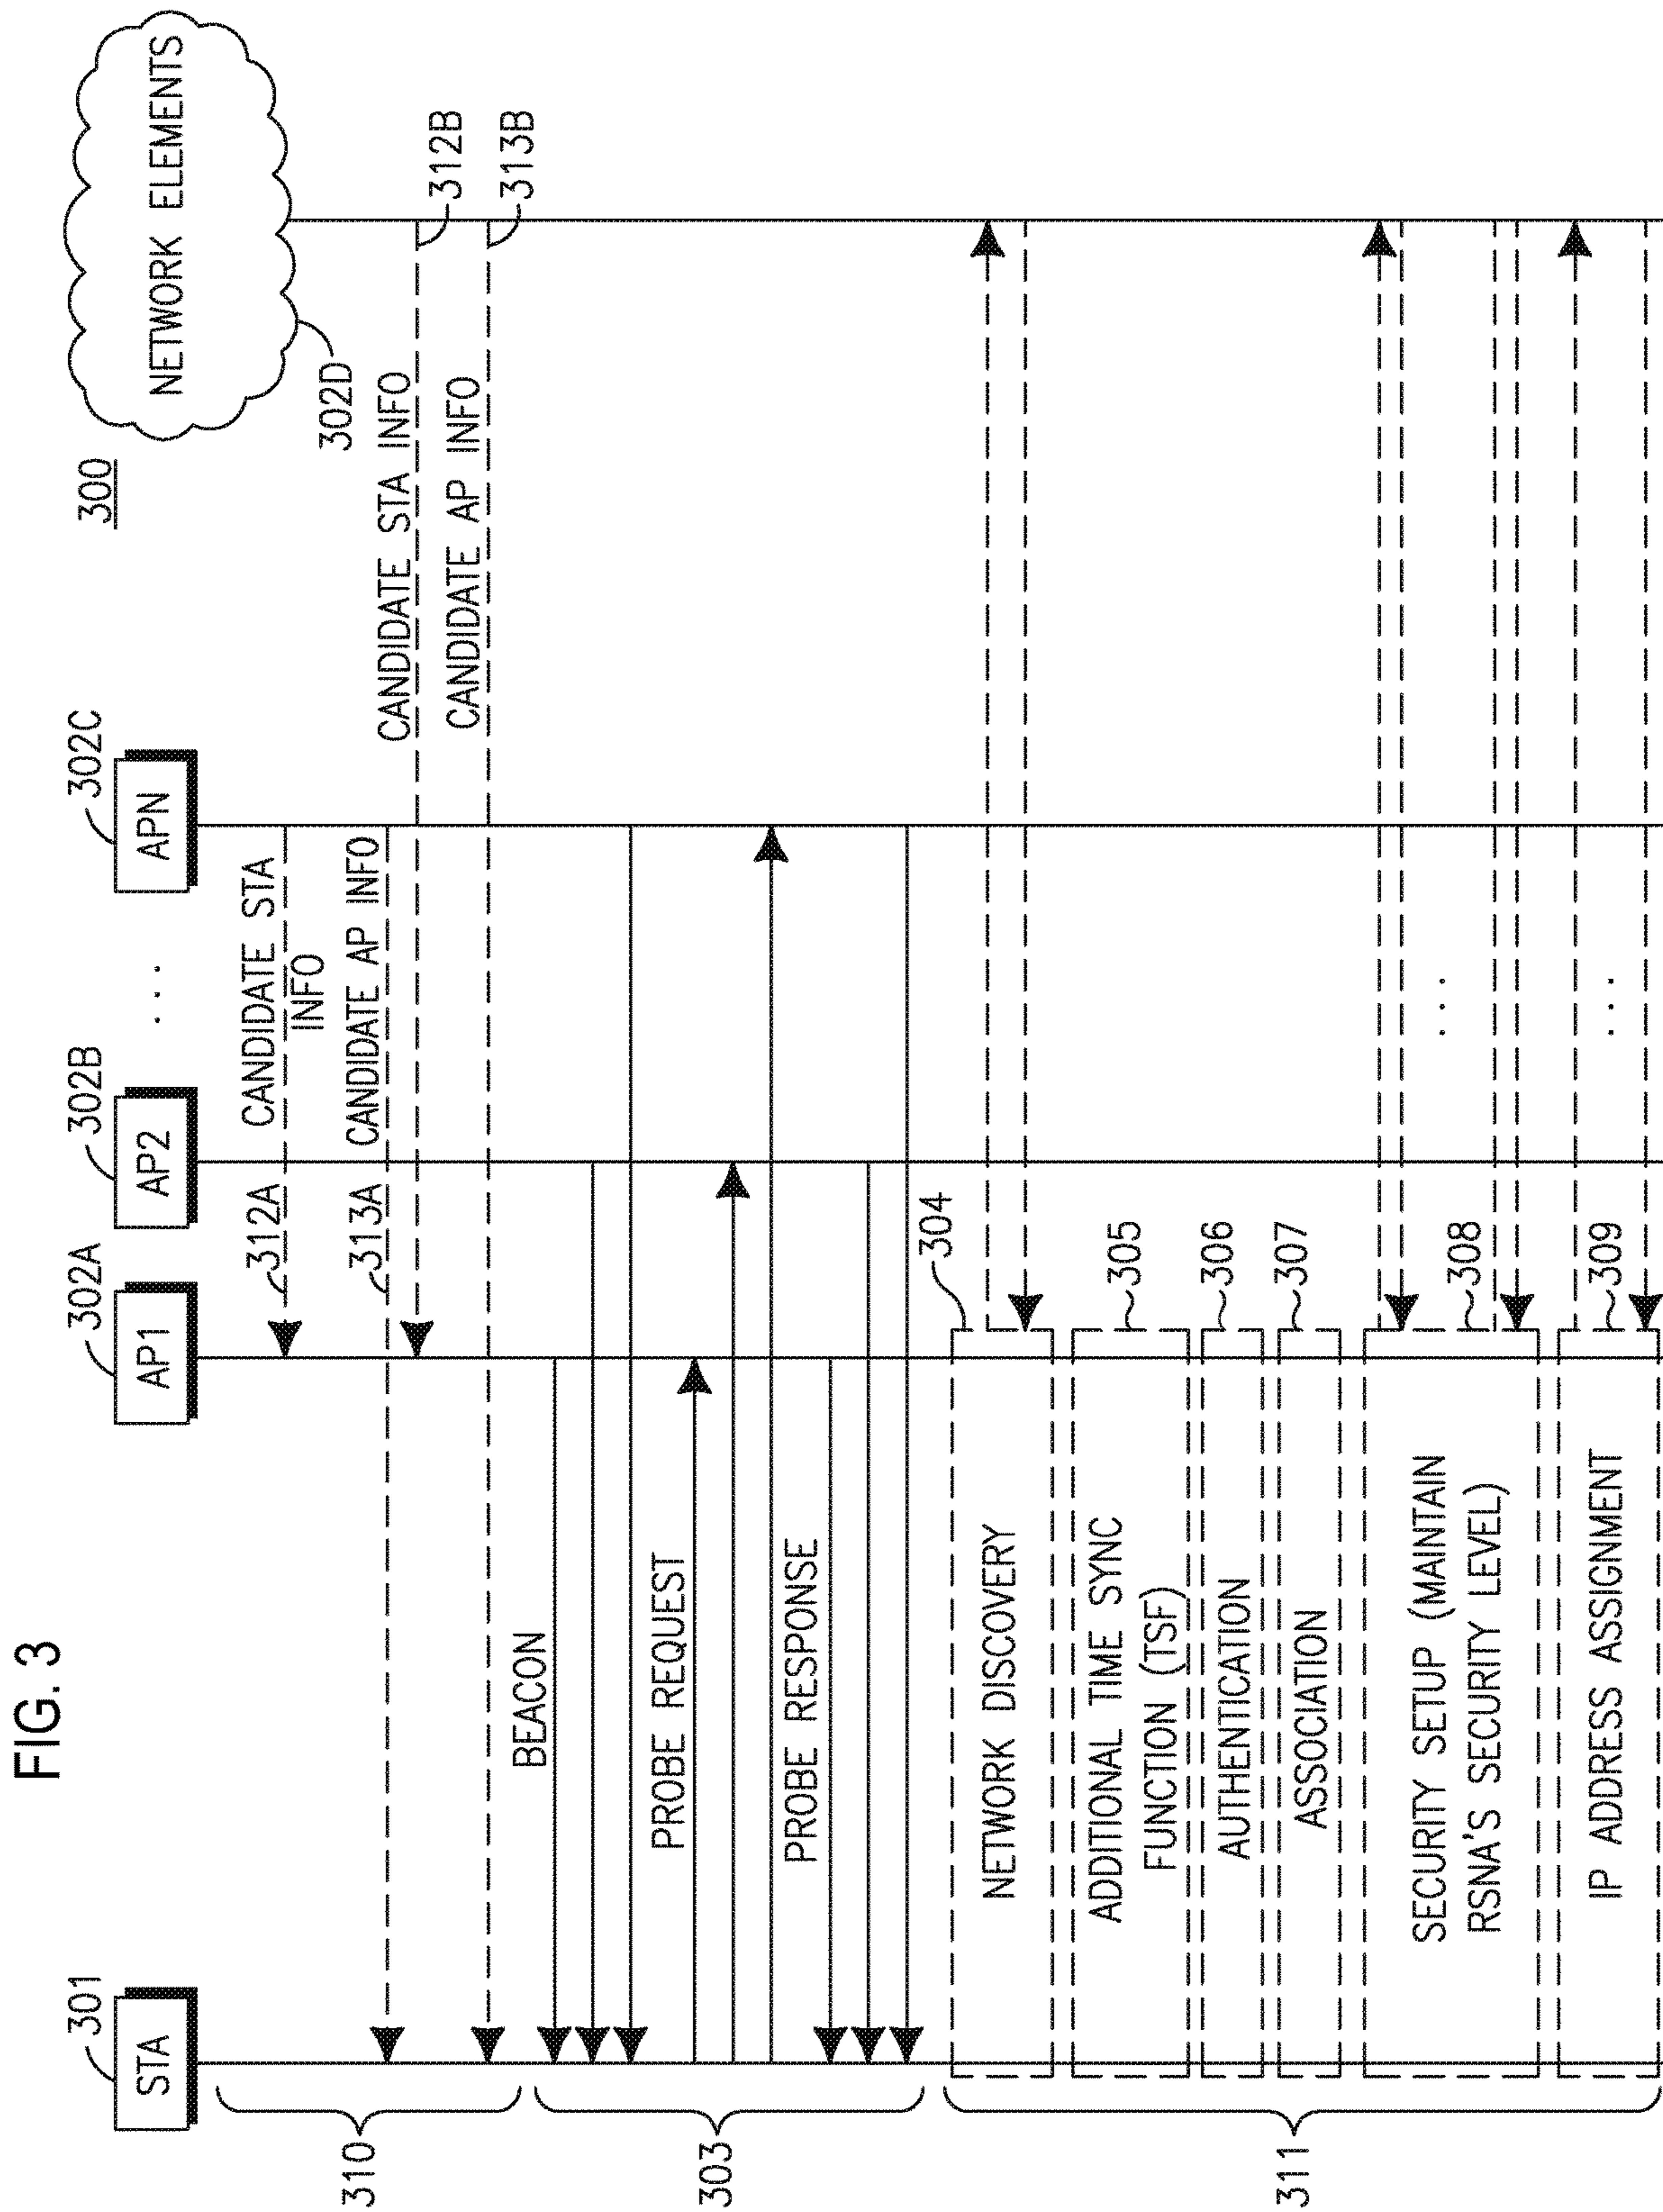 FIG. 3
300
301
STA
302A
AP1
302B
AP2
. . .
302C
APN
NETWORK ELEMENTS
302D
310
312A
CANDIDATE STA
INFO
313A
CANDIDATE AP INFO
CANDIDATE STA INFO
312B
CANDIDATE AP INFO
313B
303
BEACON
PROBE REQUEST
PROBE RESPONSE
311
NETWORK DISCOVERY
304
ADDITIONAL TIME SYNC
FUNCTION (TSF)
305
AUTHENTICATION
306
ASSOCIATION
307
SECURITY SETUP (MAINTAIN
RSNA'S SECURITY LEVEL)
308
. . .
IP ADDRESS ASSIGNMENT
309
. . .